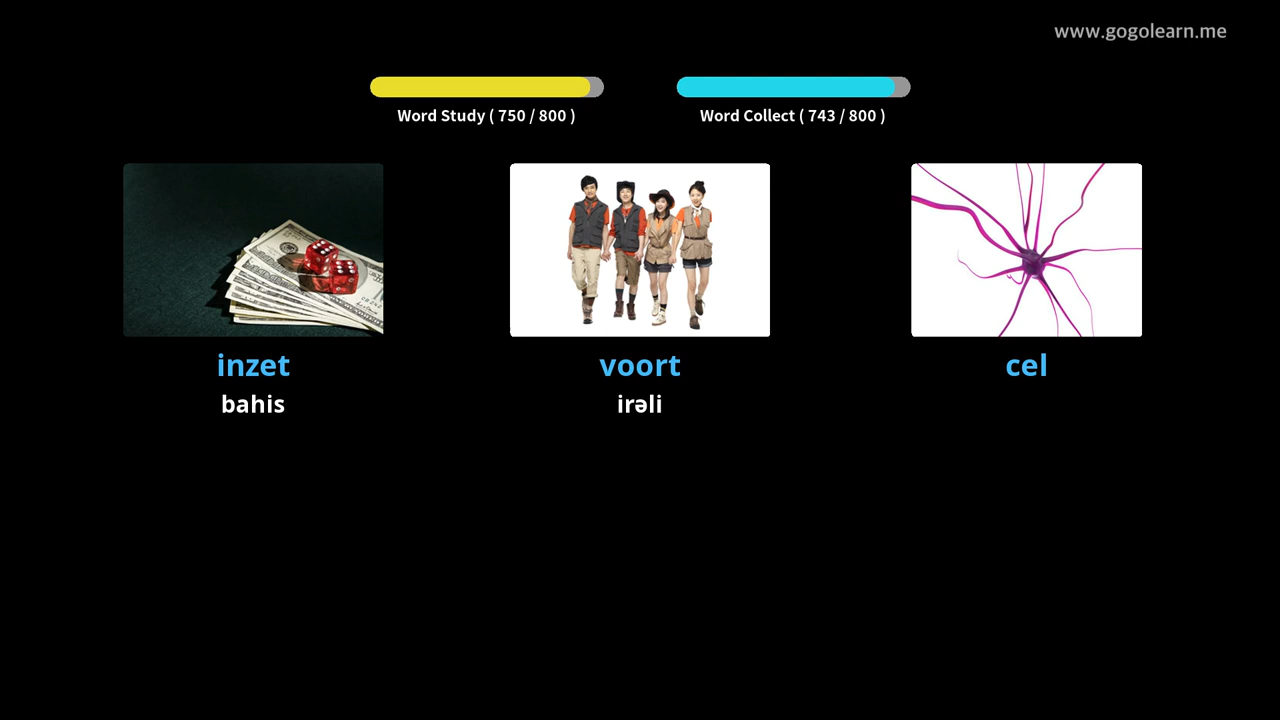 www.gogolearn.me
Word Study ( 750 / 800 )
Word Collect ( 743 / 800 )
inzet
bahis
voort
irəli
cel